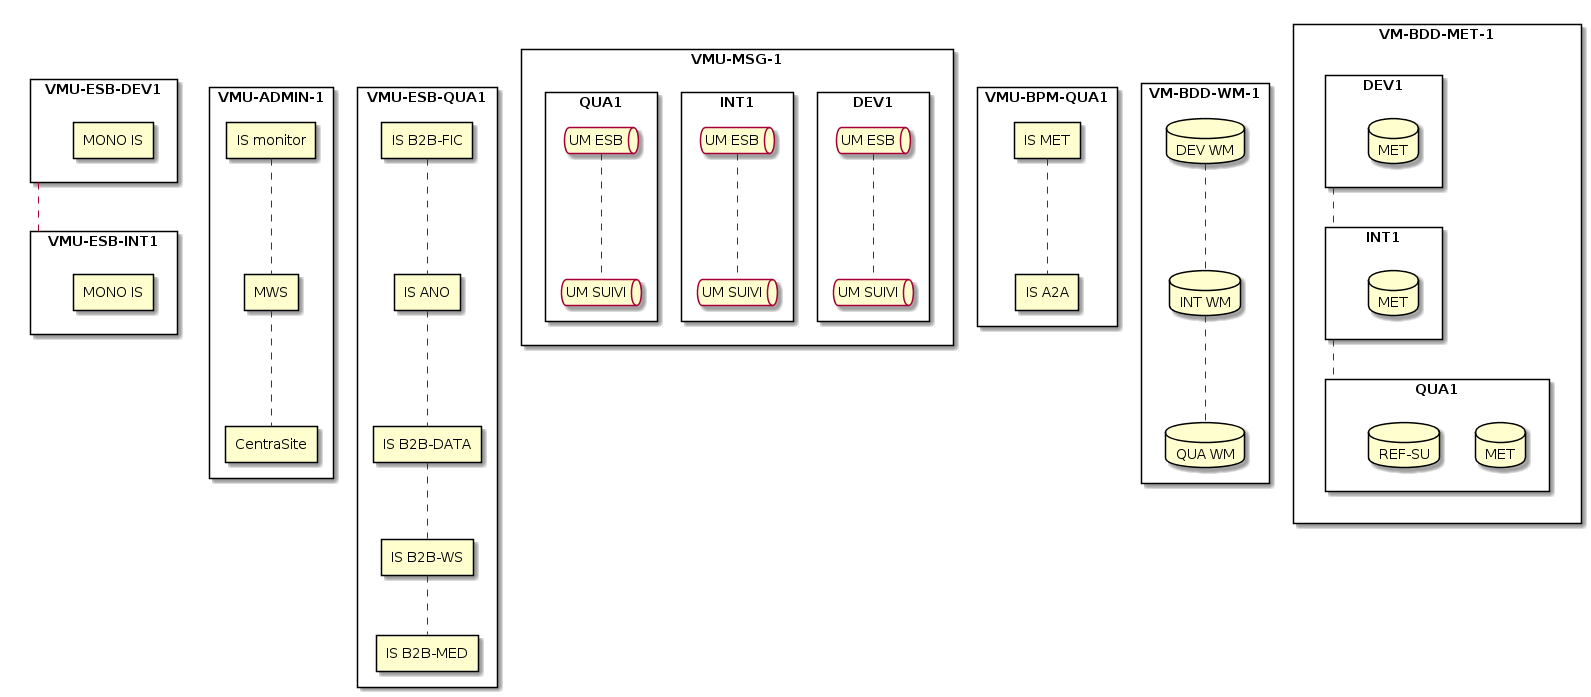 VMU-ESB-DEV1
MONO IS
VMU-ESB-INT1
MONO IS
VMU-ADMIN-1
IS monitor
MWS
CentraSite
VMU-ESB-QUA1
IS B2B-FIC
IS ANO
IS B2B-DATA
IS B2B-WS
IS B2B-MED
VMU-MSG-1
QUA1
UM ESB
UM SUIVI
INT1
UM ESB
UM SUIVI
DEV1
UM ESB
UM SUIVI
VMU-BPM-QUA1
IS MET
IS A2A
VM-BDD-WM-1
DEV WM
INT WM
QUA WM
VM-BDD-MET-1
DEV1
MET
INT1
MET
QUA1
REF-SU
MET